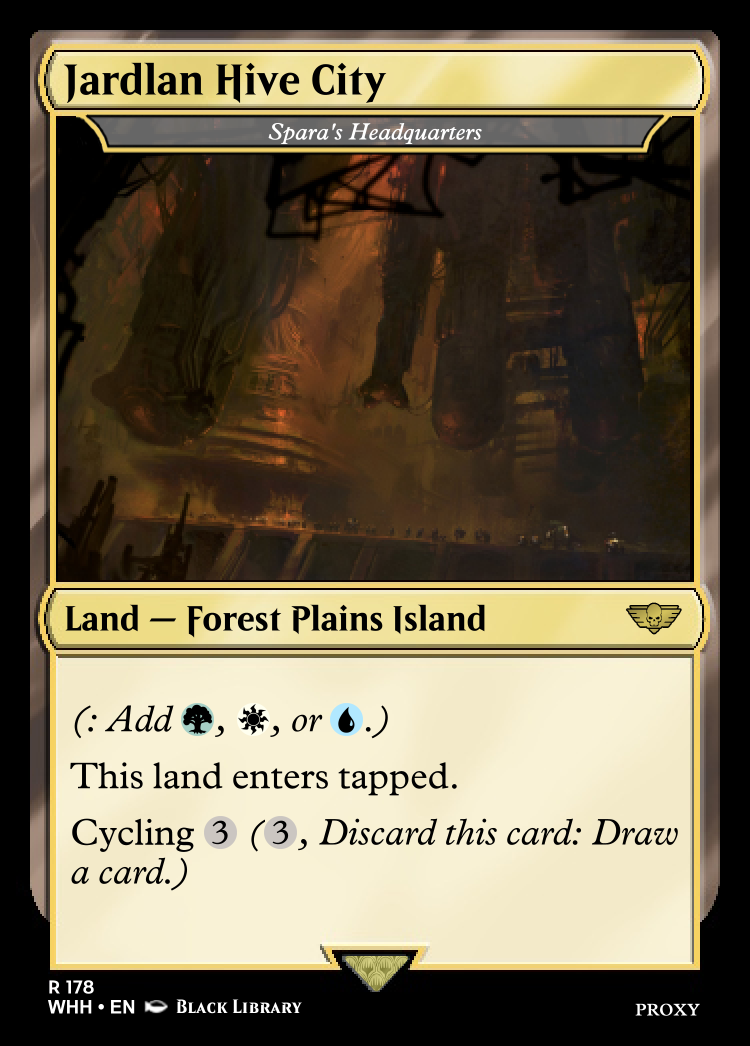 Jardlan Hive City
Spara's Headquarters
Land — Forest Plains Island
(: Add , , or .)
This land enters tapped.
Cycling 3 (3, Discard this card: Draw
a card.)
R 178
WHH • EN BLACK LIBRARY
PROXY